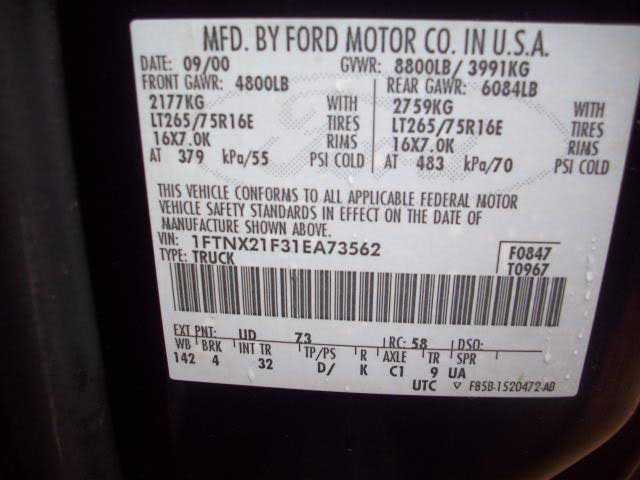 MFD. BY FORD MOTOR CO. IN U.S.A.
DATE: 09/00 GVWR: 8800LB / 3991KG
FRONT GAWR: 4800LB REAR GAWR: 6084LB
2177KG WITH 2759KG WITH
LT265/75R16E TIRES LT265/75R16E TIRES
16X7.0K RIMS 16X7.0K RIMS
AT 379 kPa/55 PSI COLD AT 483 kPa/70 PSI COLD
THIS VEHICLE CONFORMS TO ALL APPLICABLE FEDERAL MOTOR
VEHICLE SAFETY STANDARDS IN EFFECT ON THE DATE OF
MANUFACTURE SHOWN ABOVE.
VIN: 1FTNX21F31EA73562 F0847
TYPE: TRUCK T0967
EXT PNT: UD 73 RC: 58 DSO:
WB BRK INT TR TP/PS R AXLE TR SPR
142 4 32 D/ K C1 9 UA
UTC F85B-1520472-AB